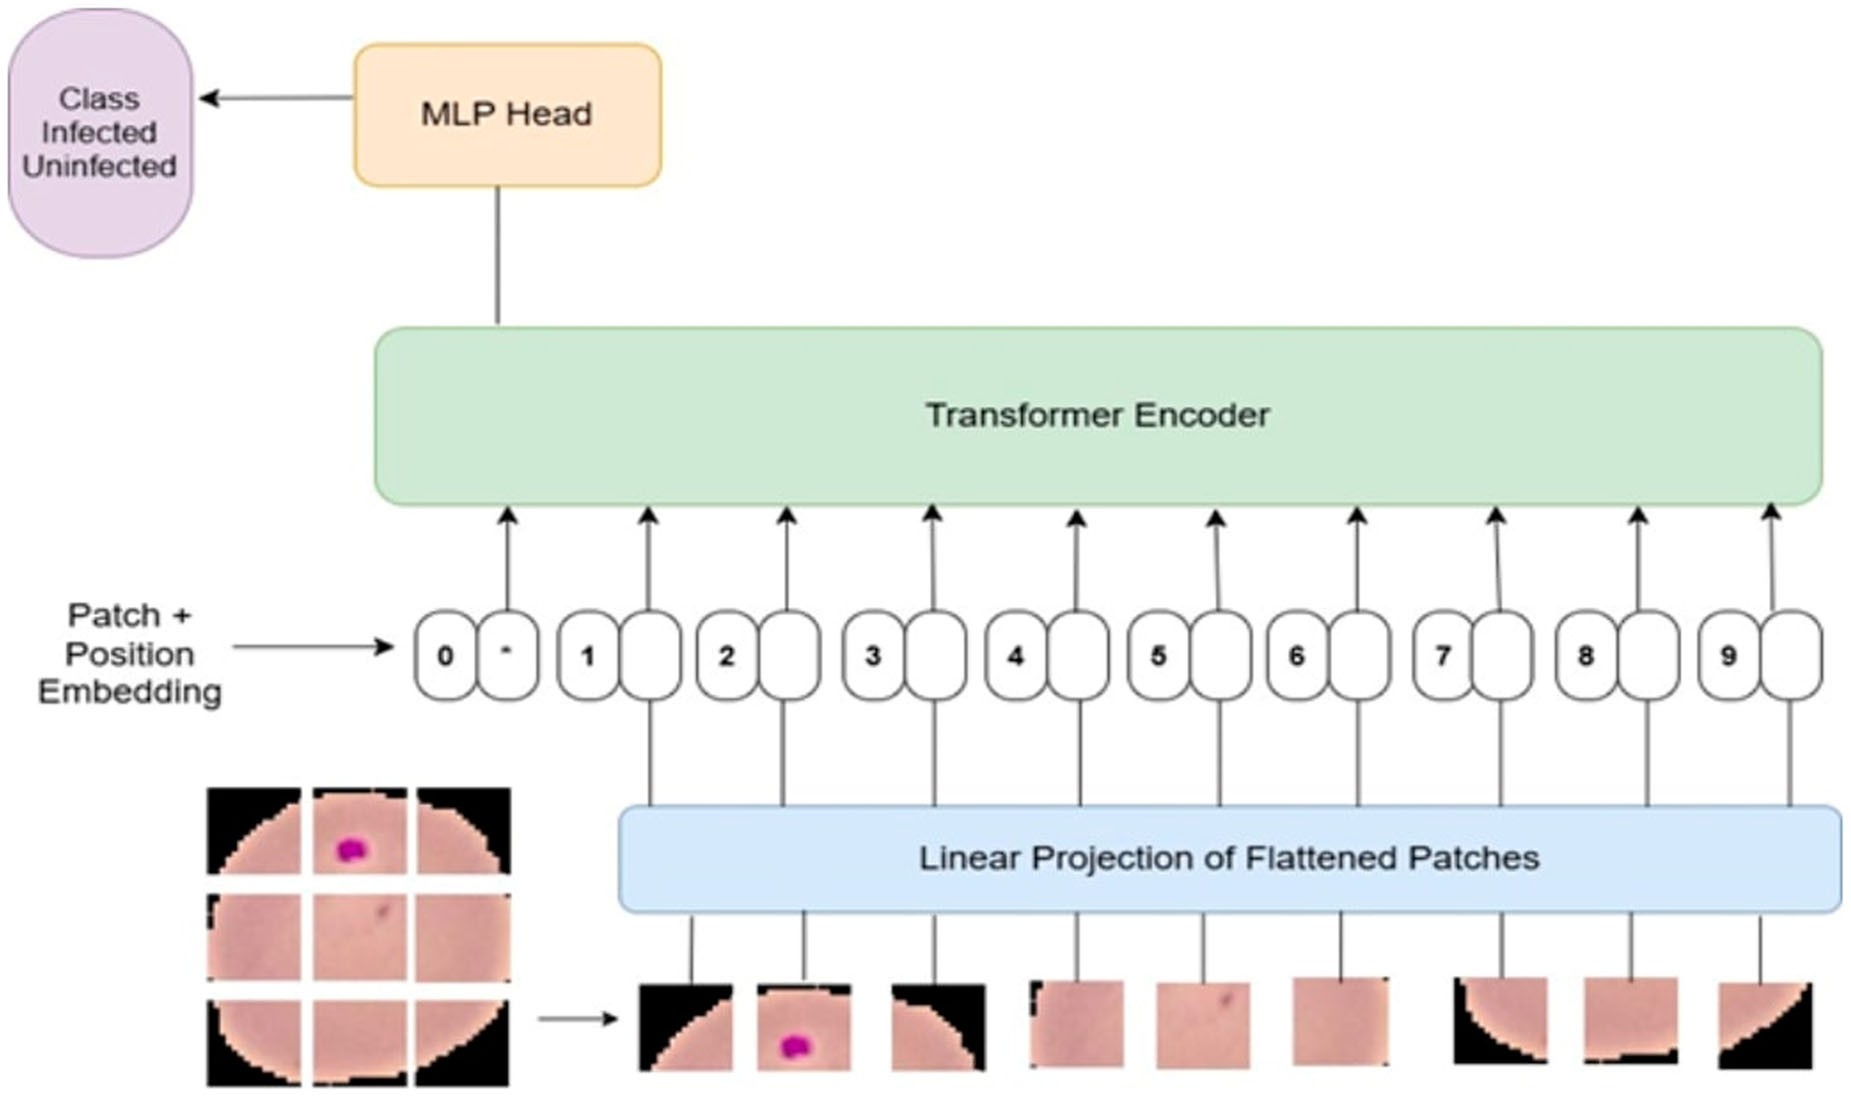 Class
Infected
Uninfected
MLP Head
Transformer Encoder
Patch +
Position
Embedding
0 * 1 2 3 4 5 6 7 8 9
Linear Projection of Flattened Patches